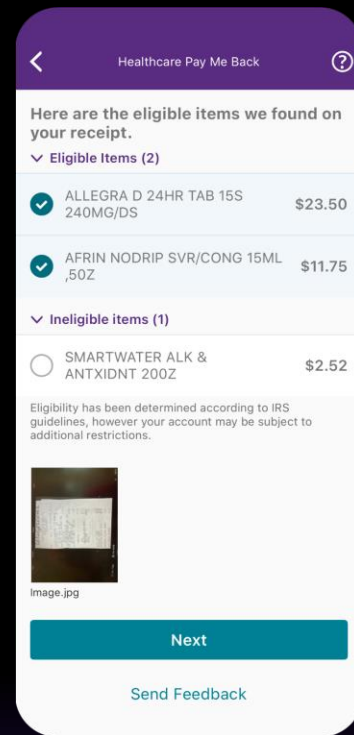 Healthcare Pay Me Back
Here are the eligible items we found on
your receipt.
Eligible Items (2)
ALLEGRA D 24HR TAB 15S
240MG/DS
$23.50
AFRIN NODRIP SVR/CONG 15ML
,50Z
$11.75
Ineligible items (1)
SMARTWATER ALK &
ANTXIDNT 200Z
$2.52
Eligibility has been determined according to IRS
guidelines, however your account may be subject to
additional restrictions.
Image.jpg
Next
Send Feedback